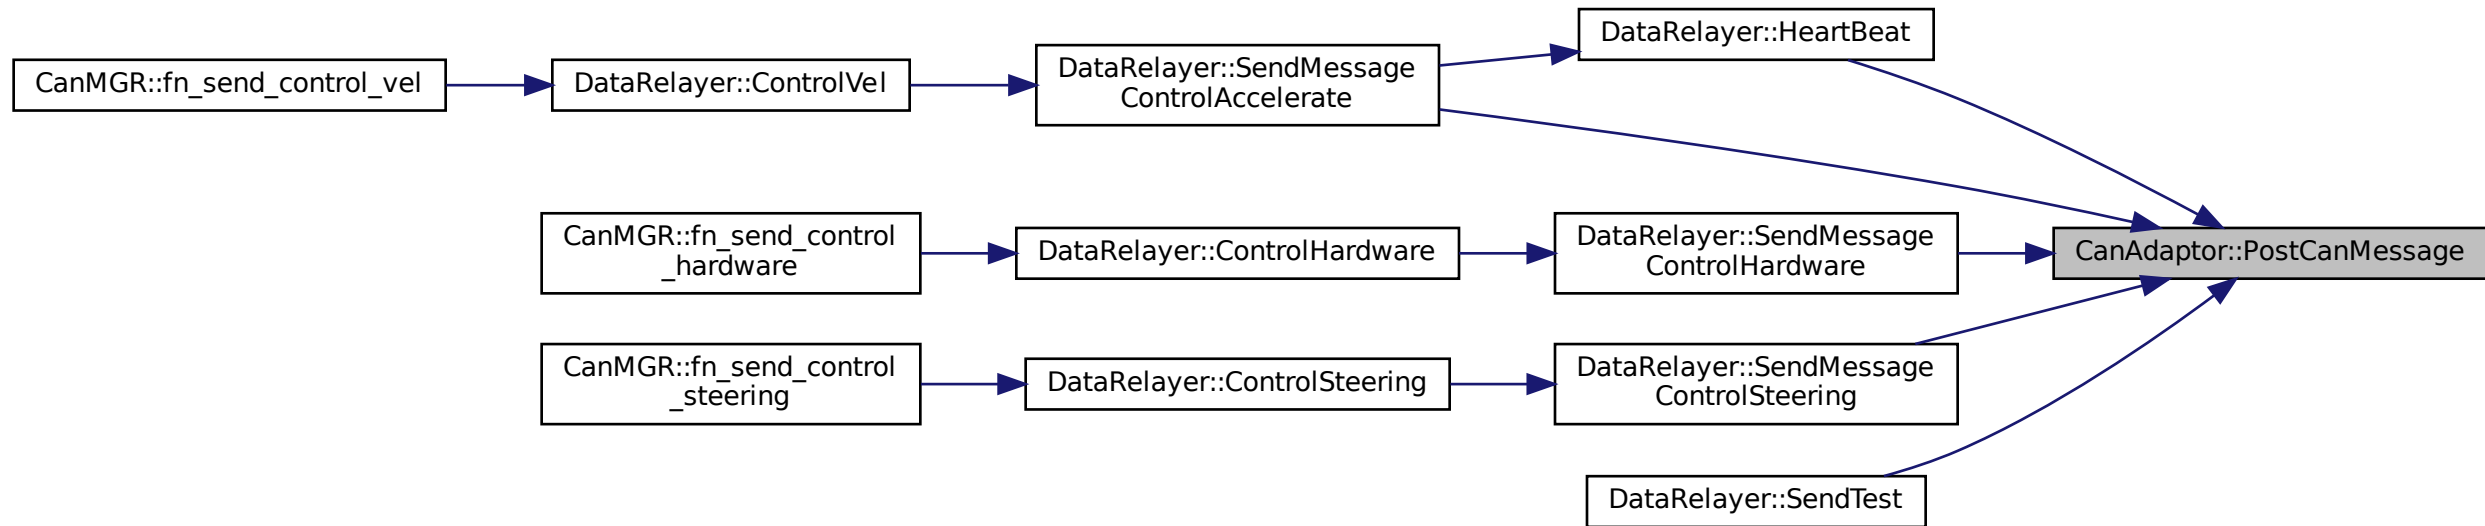 DataRelayer::HeartBeat
CanMGR::fn_send_control_vel
DataRelayer::ControlVel
DataRelayer::SendMessage
ControlAccelerate
CanMGR::fn_send_control
_hardware
DataRelayer::ControlHardware
DataRelayer::SendMessage
ControlHardware
CanAdaptor::PostCanMessage
CanMGR::fn_send_control
_steering
DataRelayer::ControlSteering
DataRelayer::SendMessage
ControlSteering
DataRelayer::SendTest